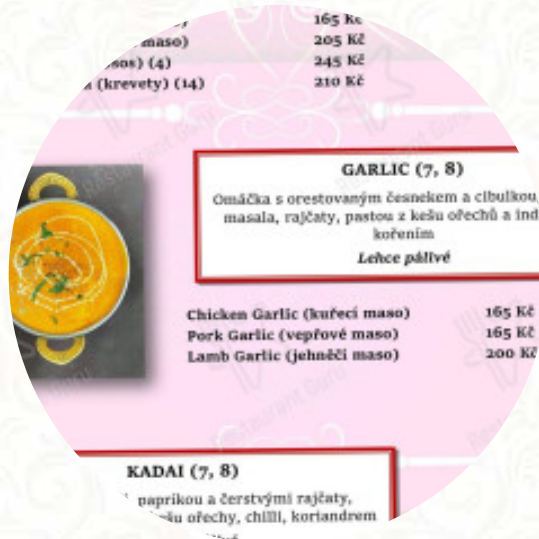 165 Kč
maso) 205 Kč
(4) 245 Kč
(krevety) (14) 210 Kč
GARLIC (7, 8)
Omáčka s orestovaným česnekem a cibulkou,
masala, rajčaty, pastou z kešu ořechů a ind
kořením
Lehce pálivé
Chicken Garlic (kuřecí maso) 165 Kč
Pork Garlic (vepřové maso) 165 Kč
Lamb Garlic (jehněčí maso) 200 Kč
KADAI (7, 8)
paprikou a čerstvými rajčaty,
ořechy, chilli, koriandrem